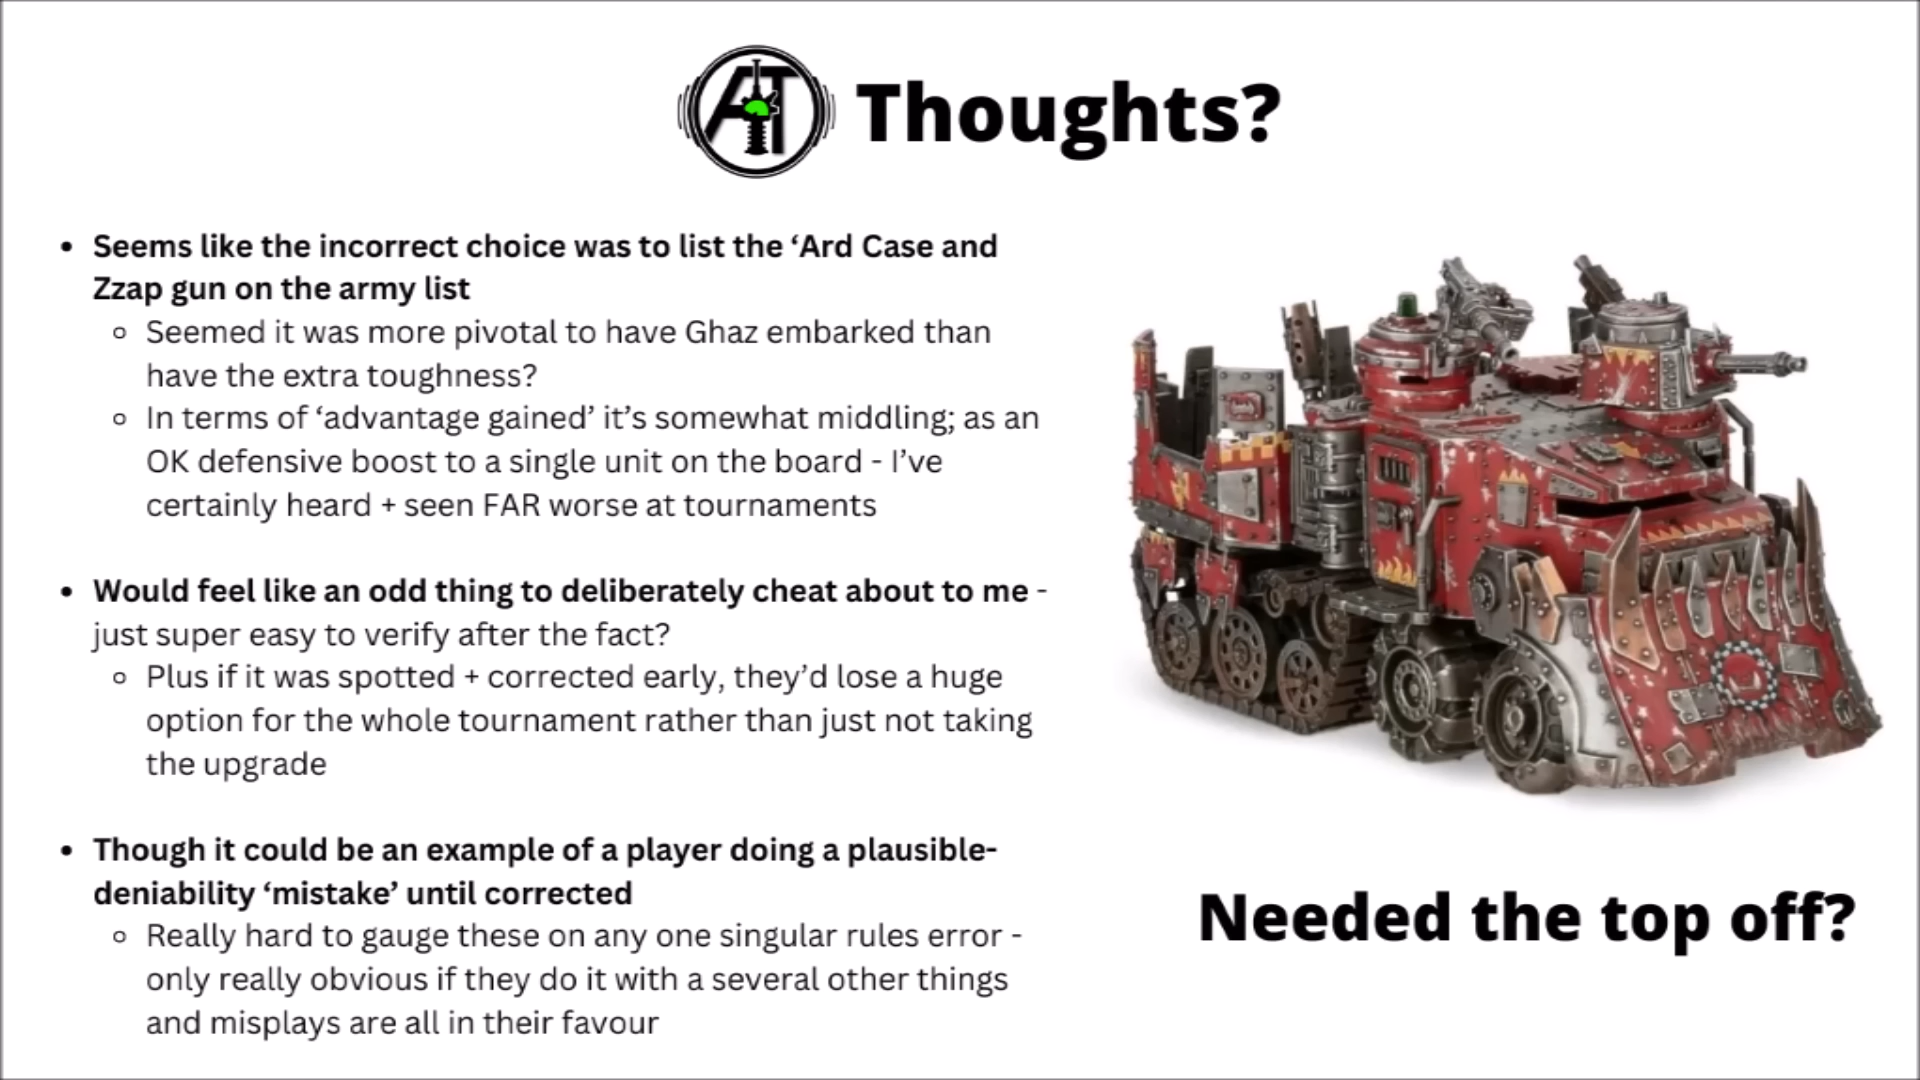 AT
Thoughts?
• Seems like the incorrect choice was to list the ‘Ard Case and
Zzap gun on the army list
◦ Seemed it was more pivotal to have Ghaz embarked than
have the extra toughness?
◦ In terms of ‘advantage gained’ it’s somewhat middling; as an
OK defensive boost to a single unit on the board - I’ve
certainly heard + seen FAR worse at tournaments
• Would feel like an odd thing to deliberately cheat about to me -
just super easy to verify after the fact?
◦ Plus if it was spotted + corrected early, they’d lose a huge
option for the whole tournament rather than just not taking
the upgrade
• Though it could be an example of a player doing a plausible-
deniability ‘mistake’ until corrected
◦ Really hard to gauge these on any one singular rules error -
only really obvious if they do it with a several other things
and misplays are all in their favour
Needed the top off?